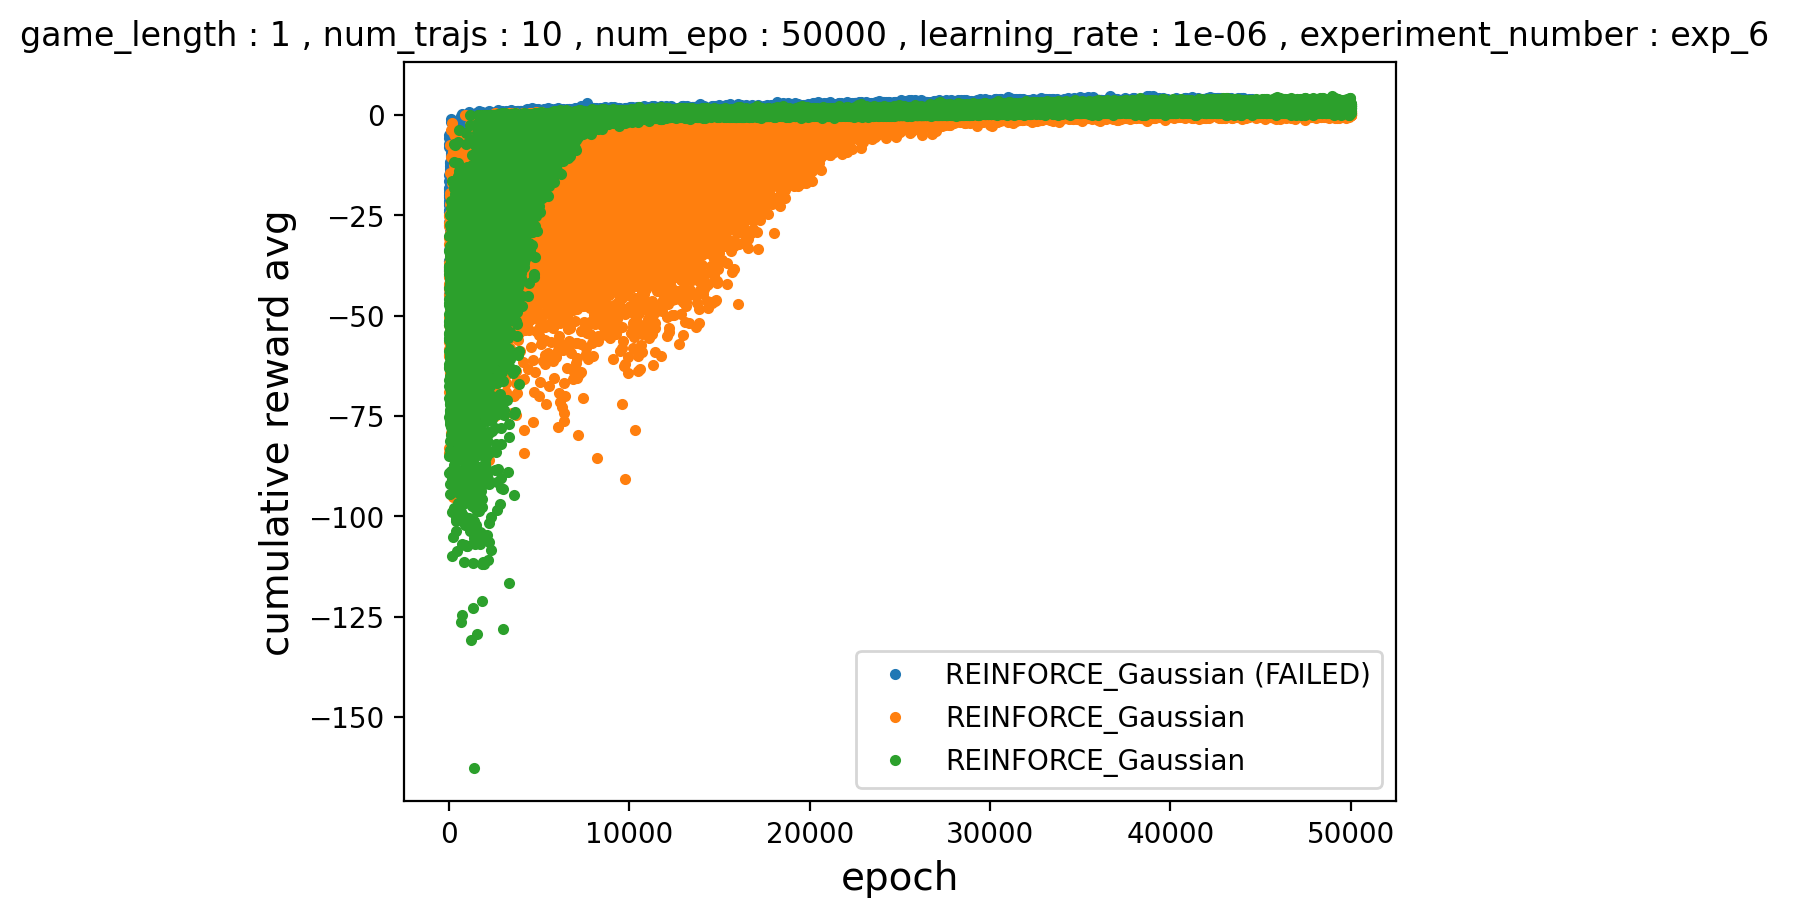 game_length : 1 , num_trajs : 10 , num_epo : 50000 , learning_rate : 1e-06 , experiment_number : exp_6
cumulative reward avg
0
−25
−50
−75
−100
−125
−150
REINFORCE_Gaussian (FAILED)
REINFORCE_Gaussian
REINFORCE_Gaussian
0 10000 20000 30000 40000 50000
epoch